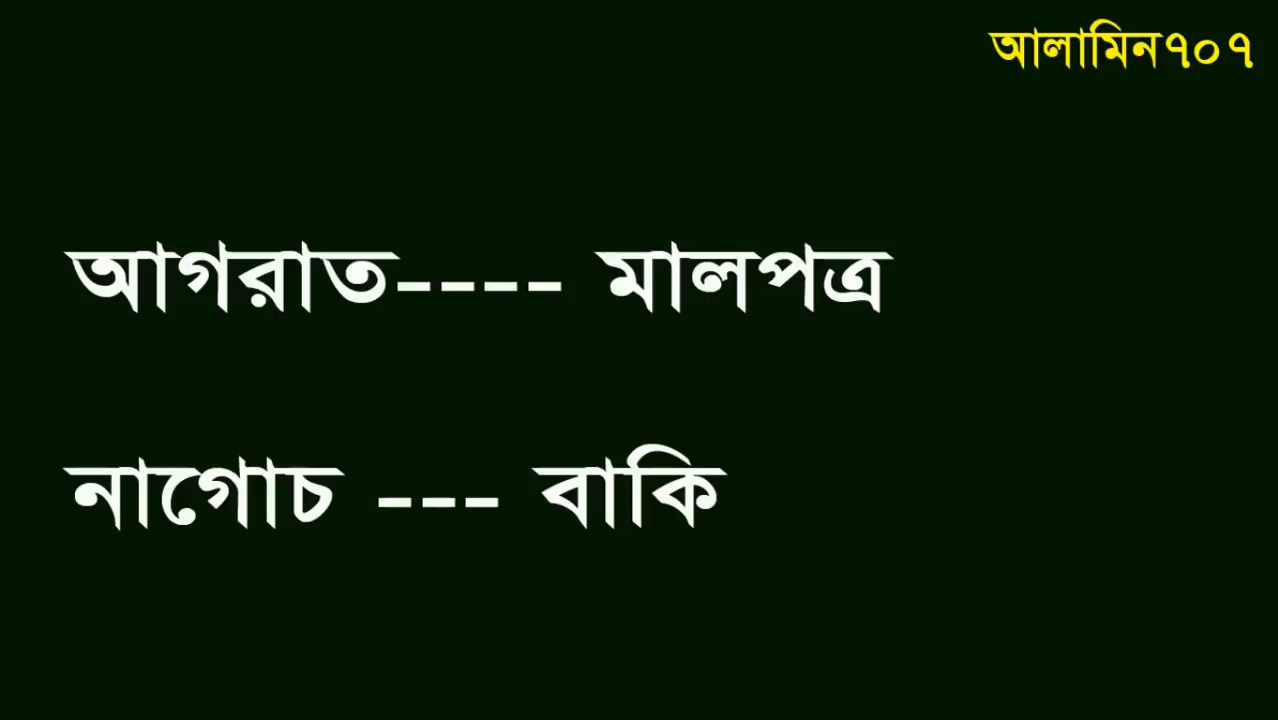 আলামিন৭০৭
আগরাত---- মালপত্র
নাগোচ --- বাকি